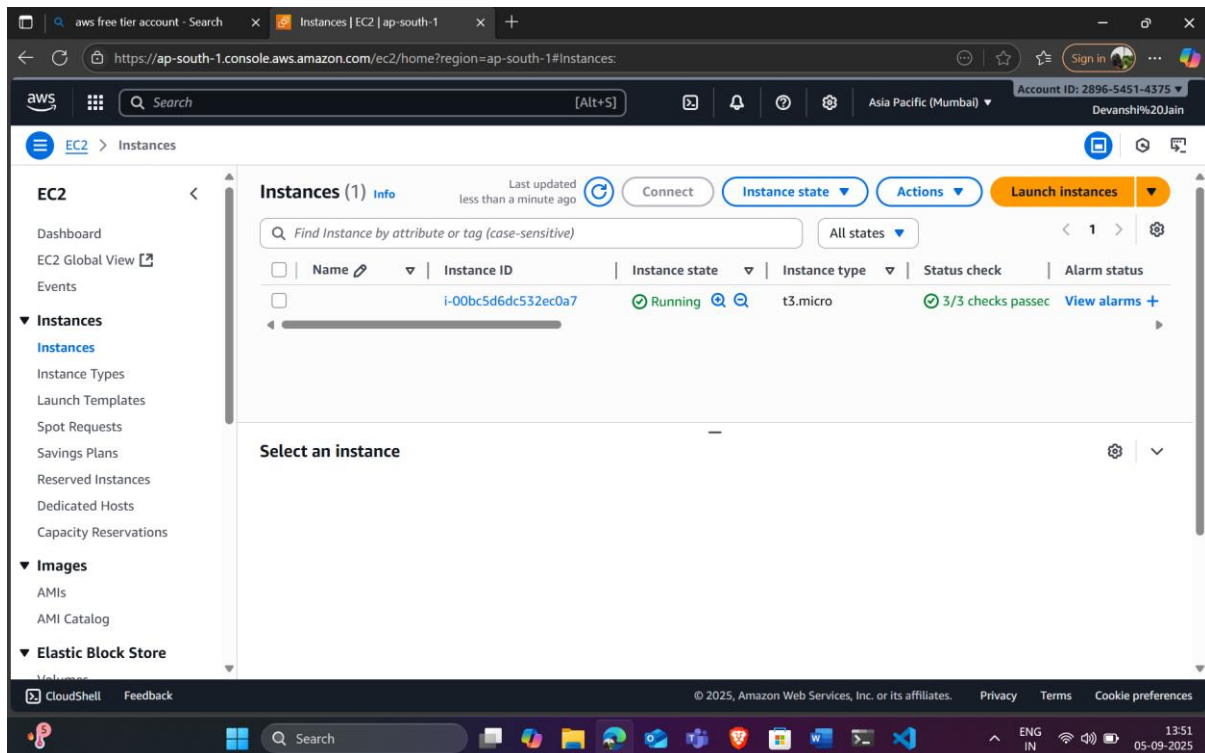 aws free tier account - Search
Instances | EC2 | ap-south-1
https://ap-south-1.console.aws.amazon.com/ec2/home?region=ap-south-1#Instances:
Sign in
aws
Search
[Alt+S]
Asia Pacific (Mumbai)
Account ID: 2896-5451-4375
Devanshi%20Jain
EC2 > Instances
EC2
Dashboard
EC2 Global View
Events
Instances
Instances
Instance Types
Launch Templates
Spot Requests
Savings Plans
Reserved Instances
Dedicated Hosts
Capacity Reservations
Images
AMIs
AMI Catalog
Elastic Block Store
Instances (1) Info
Last updated
less than a minute ago
Connect
Instance state
Actions
Launch instances
Find Instance by attribute or tag (case-sensitive)
All states
1
Name Instance ID Instance state Instance type Status check Alarm status
i-00bc5d6dc532ec0a7 Running t3.micro 3/3 checks passec View alarms +
Select an instance
CloudShell Feedback
© 2025, Amazon Web Services, Inc. or its affiliates. Privacy Terms Cookie preferences
5
Search
ENG
IN
13:51
05-09-2025